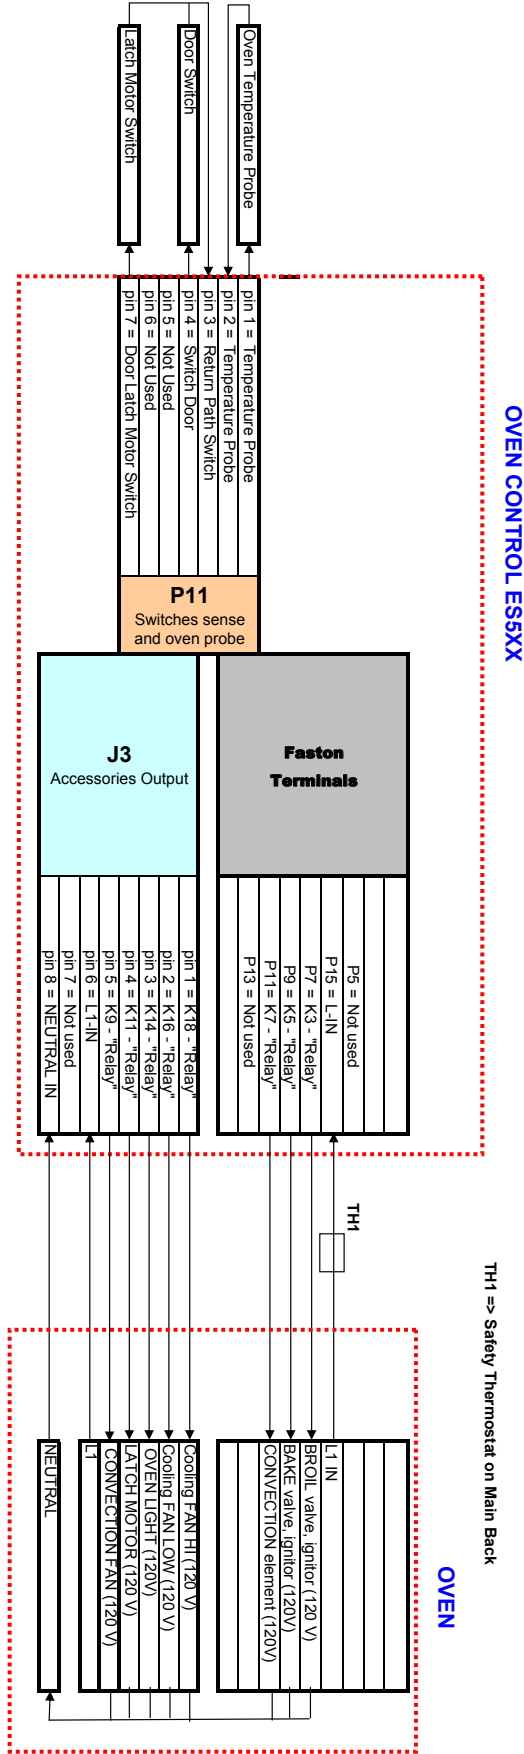 OVEN CONTROL ES5XX
OVEN
TH1 => Safety Thermostat on Main Back
Oven Temperature Probe
Door Switch
Latch Motor Switch
pin 1 = Temperature Probe
pin 2 = Temperature Probe
pin 3 = Return Path Switch
pin 4 = Switch Door
pin 5 = Not Used
pin 6 = Not Used
pin 7 = Door Latch Motor Switch
P11
Switches sense
and oven probe
Faston
Terminals
J3
Accessories Output
P5 = Not used
P15 = L-IN
P7 = K3 - "Relay"
P9 = K5 - "Relay"
P11= K7 - "Relay"
P13 = Not used
pin 1 = K18 - "Relay"
pin 2 = K16 - "Relay"
pin 3 = K14 - "Relay"
pin 4 = K11 - "Relay"
pin 5 = K9 - "Relay"
pin 6 = L1-IN
pin 7 = Not used
pin 8 = NEUTRAL IN
TH1
L1 IN
BROIL valve, ignitor (120 V)
BAKE valve, ignitor (120V)
CONVECTION element (120V)
Cooling FAN HI (120 V)
Cooling FAN LOW (120 V)
OVEN LIGHT (120V)
LATCH MOTOR (120 V)
CONVECTION FAN (120 V)
L1
NEUTRAL